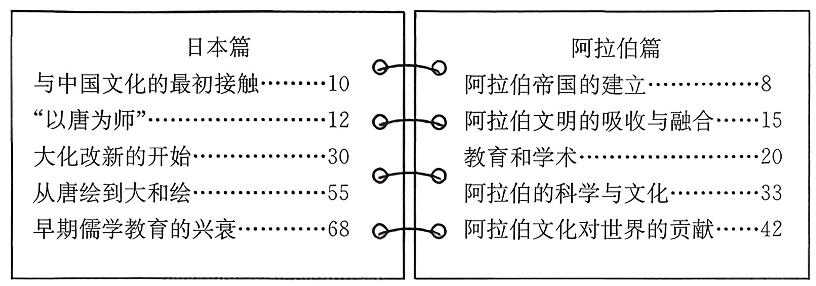 日本篇
与中国文化的最初接触………10
“以唐为师”…………………12
大化改新的开始………………30
从唐绘到大和绘………………55
早期儒学教育的兴衰…………68
阿拉伯篇
阿拉伯帝国的建立……………8
阿拉伯文明的吸收与融合……15
教育和学术……………………20
阿拉伯的科学与文化…………33
阿拉伯文化对世界的贡献……42